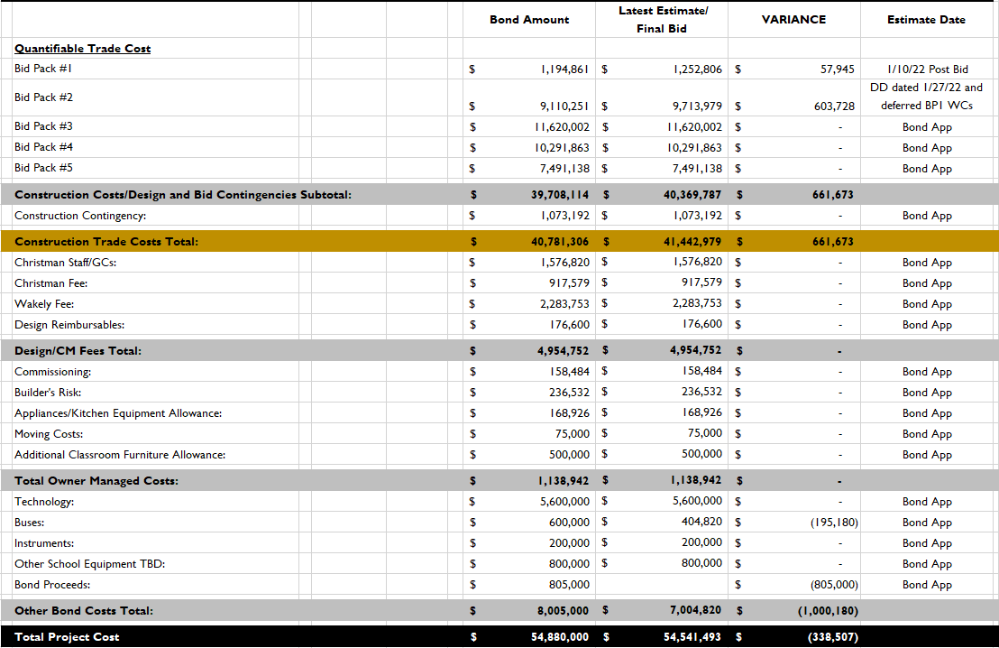 Bond Amount Latest Estimate/ Final Bid VARIANCE Estimate Date
Quantifiable Trade Cost
Bid Pack #1 $ 1,194,861 $ 1,252,806 $ 57,945 1/10/22 Post Bid
Bid Pack #2 $ 9,110,251 $ 9,713,979 $ 603,728 DD dated 1/27/22 and deferred BP1 WCs
Bid Pack #3 $ 11,620,002 $ 11,620,002 $ - Bond App
Bid Pack #4 $ 10,291,863 $ 10,291,863 $ - Bond App
Bid Pack #5 $ 7,491,138 $ 7,491,138 $ - Bond App
Construction Costs/Design and Bid Contingencies Subtotal: $ 39,708,114 $ 40,369,787 $ 661,673
Construction Contingency: $ 1,073,192 $ 1,073,192 $ - Bond App
Construction Trade Costs Total: $ 40,781,306 $ 41,442,979 $ 661,673
Christman Staff/GCs: $ 1,576,820 $ 1,576,820 $ - Bond App
Christman Fee: $ 917,579 $ 917,579 $ - Bond App
Wakely Fee: $ 2,283,753 $ 2,283,753 $ - Bond App
Design Reimbursables: $ 176,600 $ 176,600 $ - Bond App
Design/CM Fees Total: $ 4,954,752 $ 4,954,752 $ -
Commissioning: $ 158,484 $ 158,484 $ - Bond App
Builder's Risk: $ 236,532 $ 236,532 $ - Bond App
Appliances/Kitchen Equipment Allowance: $ 168,926 $ 168,926 $ - Bond App
Moving Costs: $ 75,000 $ 75,000 $ - Bond App
Additional Classroom Furniture Allowance: $ 500,000 $ 500,000 $ - Bond App
Total Owner Managed Costs: $ 1,138,942 $ 1,138,942 $ -
Technology: $ 5,600,000 $ 5,600,000 $ - Bond App
Buses: $ 600,000 $ 404,820 $ (195,180) Bond App
Instruments: $ 200,000 $ 200,000 $ - Bond App
Other School Equipment TBD: $ 800,000 $ 800,000 $ - Bond App
Bond Proceeds: $ 805,000 $ (805,000) Bond App
Other Bond Costs Total: $ 8,005,000 $ 7,004,820 $ (1,000,180)
Total Project Cost $ 54,880,000 $ 54,541,493 $ (338,507)